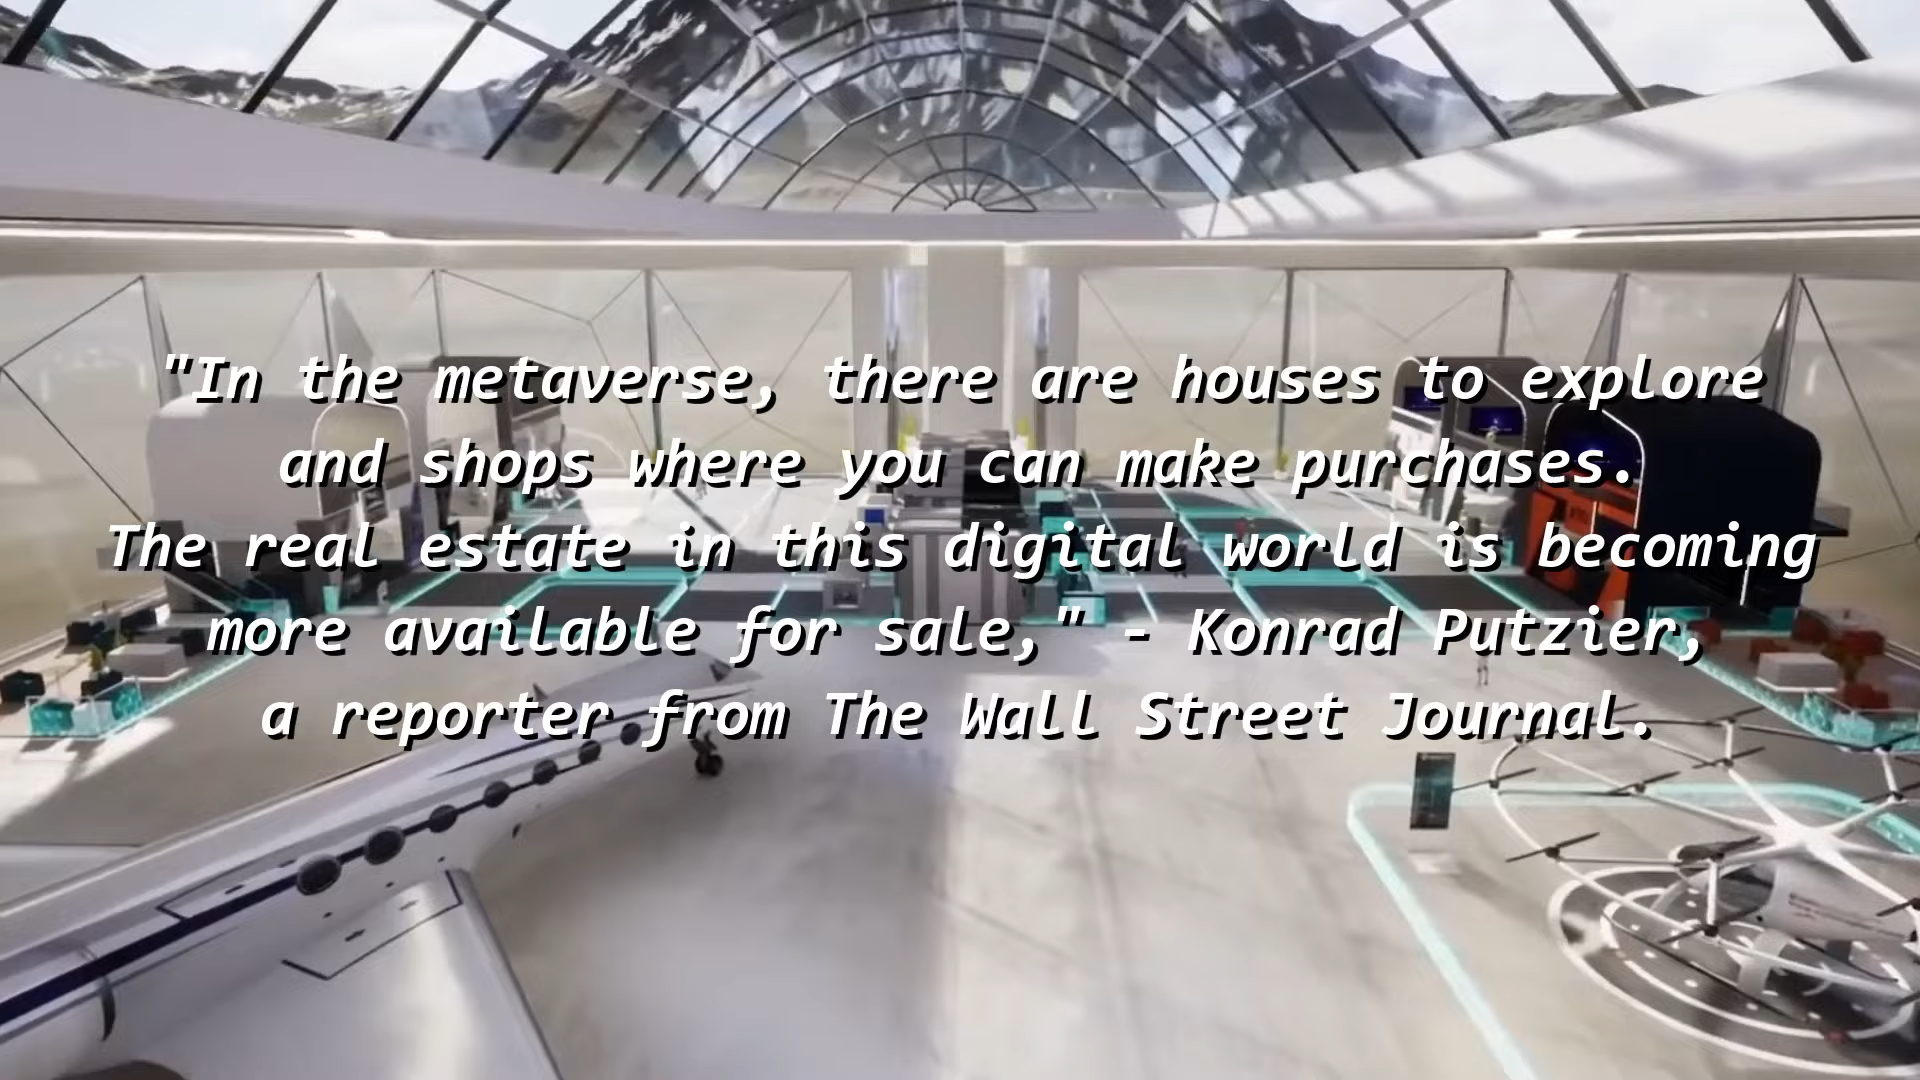 "In the metaverse, there are houses to explore
and shops where you can make purchases.
The real estate in this digital world is becoming
more available for sale," - Konrad Putzier,
a reporter from The Wall Street Journal.